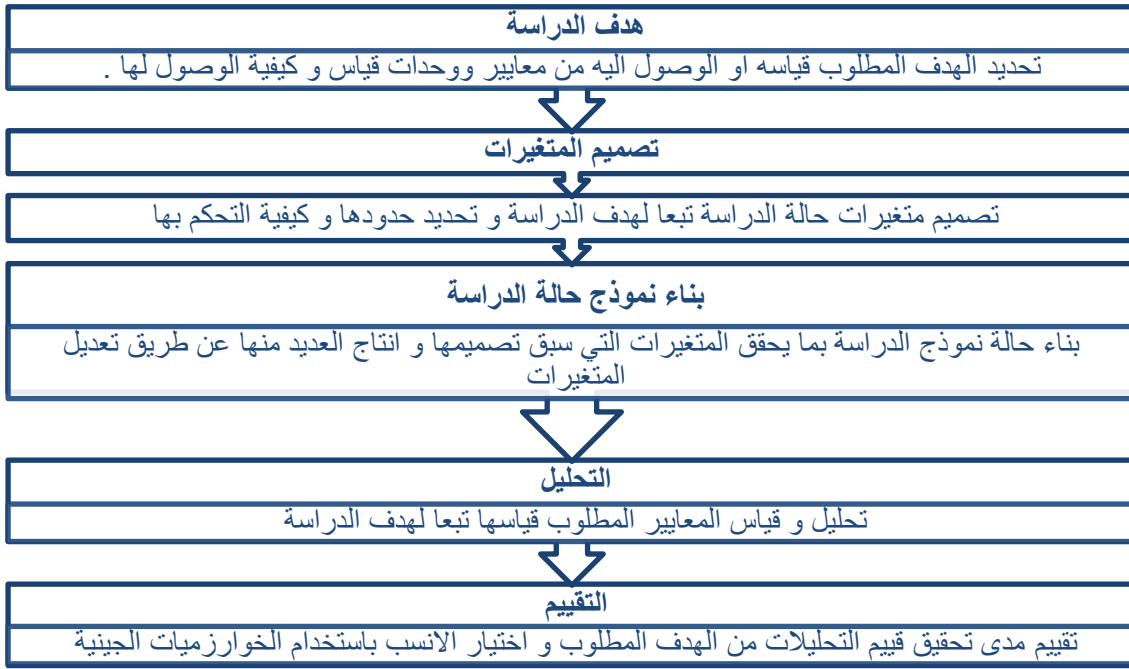 هدف الدراسة
تحديد الهدف المطلوب قياسه او الوصول اليه من معايير ووحدات قياس و كيفية الوصول لها .
تصميم المتغيرات
تصميم متغيرات حالة الدراسة تبعا لهدف الدراسة و تحديد حدودها و كيفية التحكم بها
بناء نموذج حالة الدراسة
بناء حالة نموذج الدراسة بما يحقق المتغيرات التي سبق تصميمها و انتاج العديد منها عن طريق تعديل
المتغيرات
التحليل
تحليل و قياس المعايير المطلوب قياسها تبعا لهدف الدراسة
التقييم
تقييم مدى تحقيق قييم التحليلات من الهدف المطلوب و اختيار الانسب باستخدام الخوارزميات الجينية